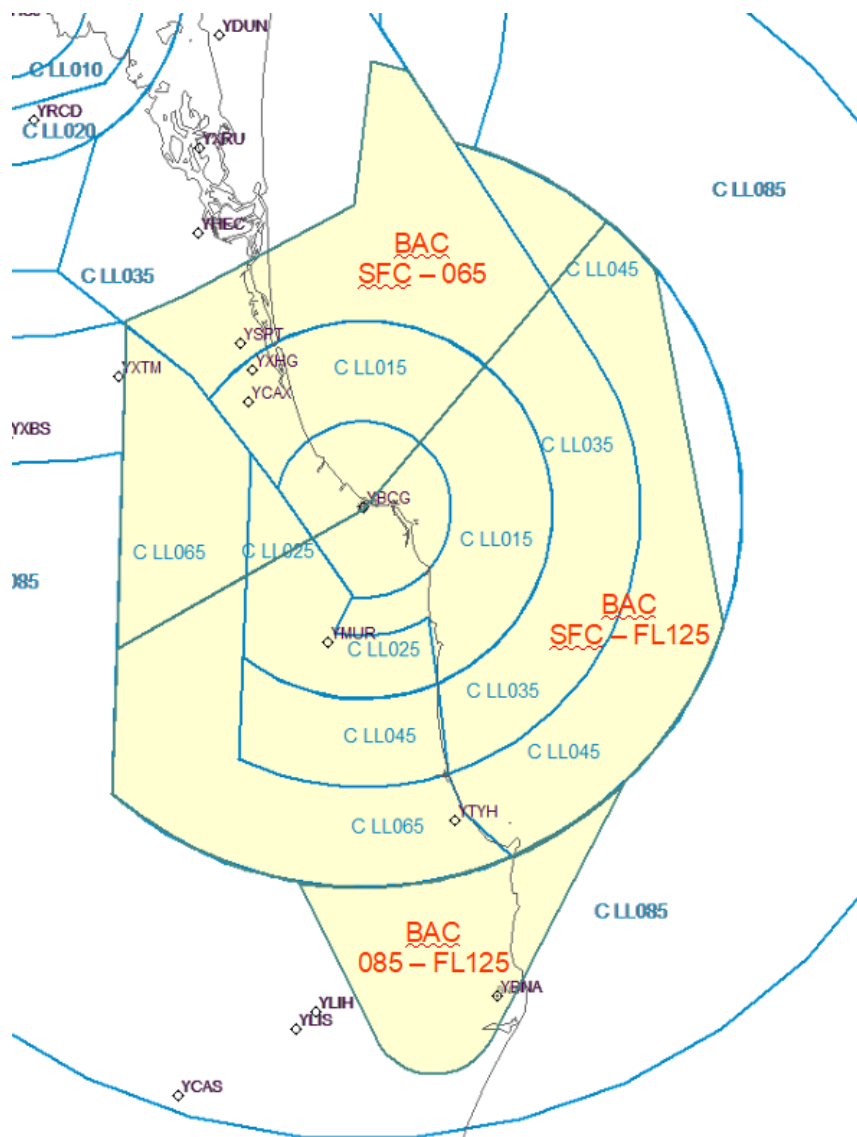 YDUN
C LL010
YRCD
C LL020
YXRU
C LL085
YHEC
BAC
SFC – 065
C LL035
C LL045
YSPT
YXHG
C LL015
YXTM
YCAX
YXBS
C LL035
YBCG
C LL015
C LL065
C LL025
085
BAC
SFC – FL125
YMUR
C LL025
C LL035
C LL045
C LL045
YTYH
C LL065
C LL085
BAC
085 – FL125
YBNA
YLIH
YLIS
YCAS